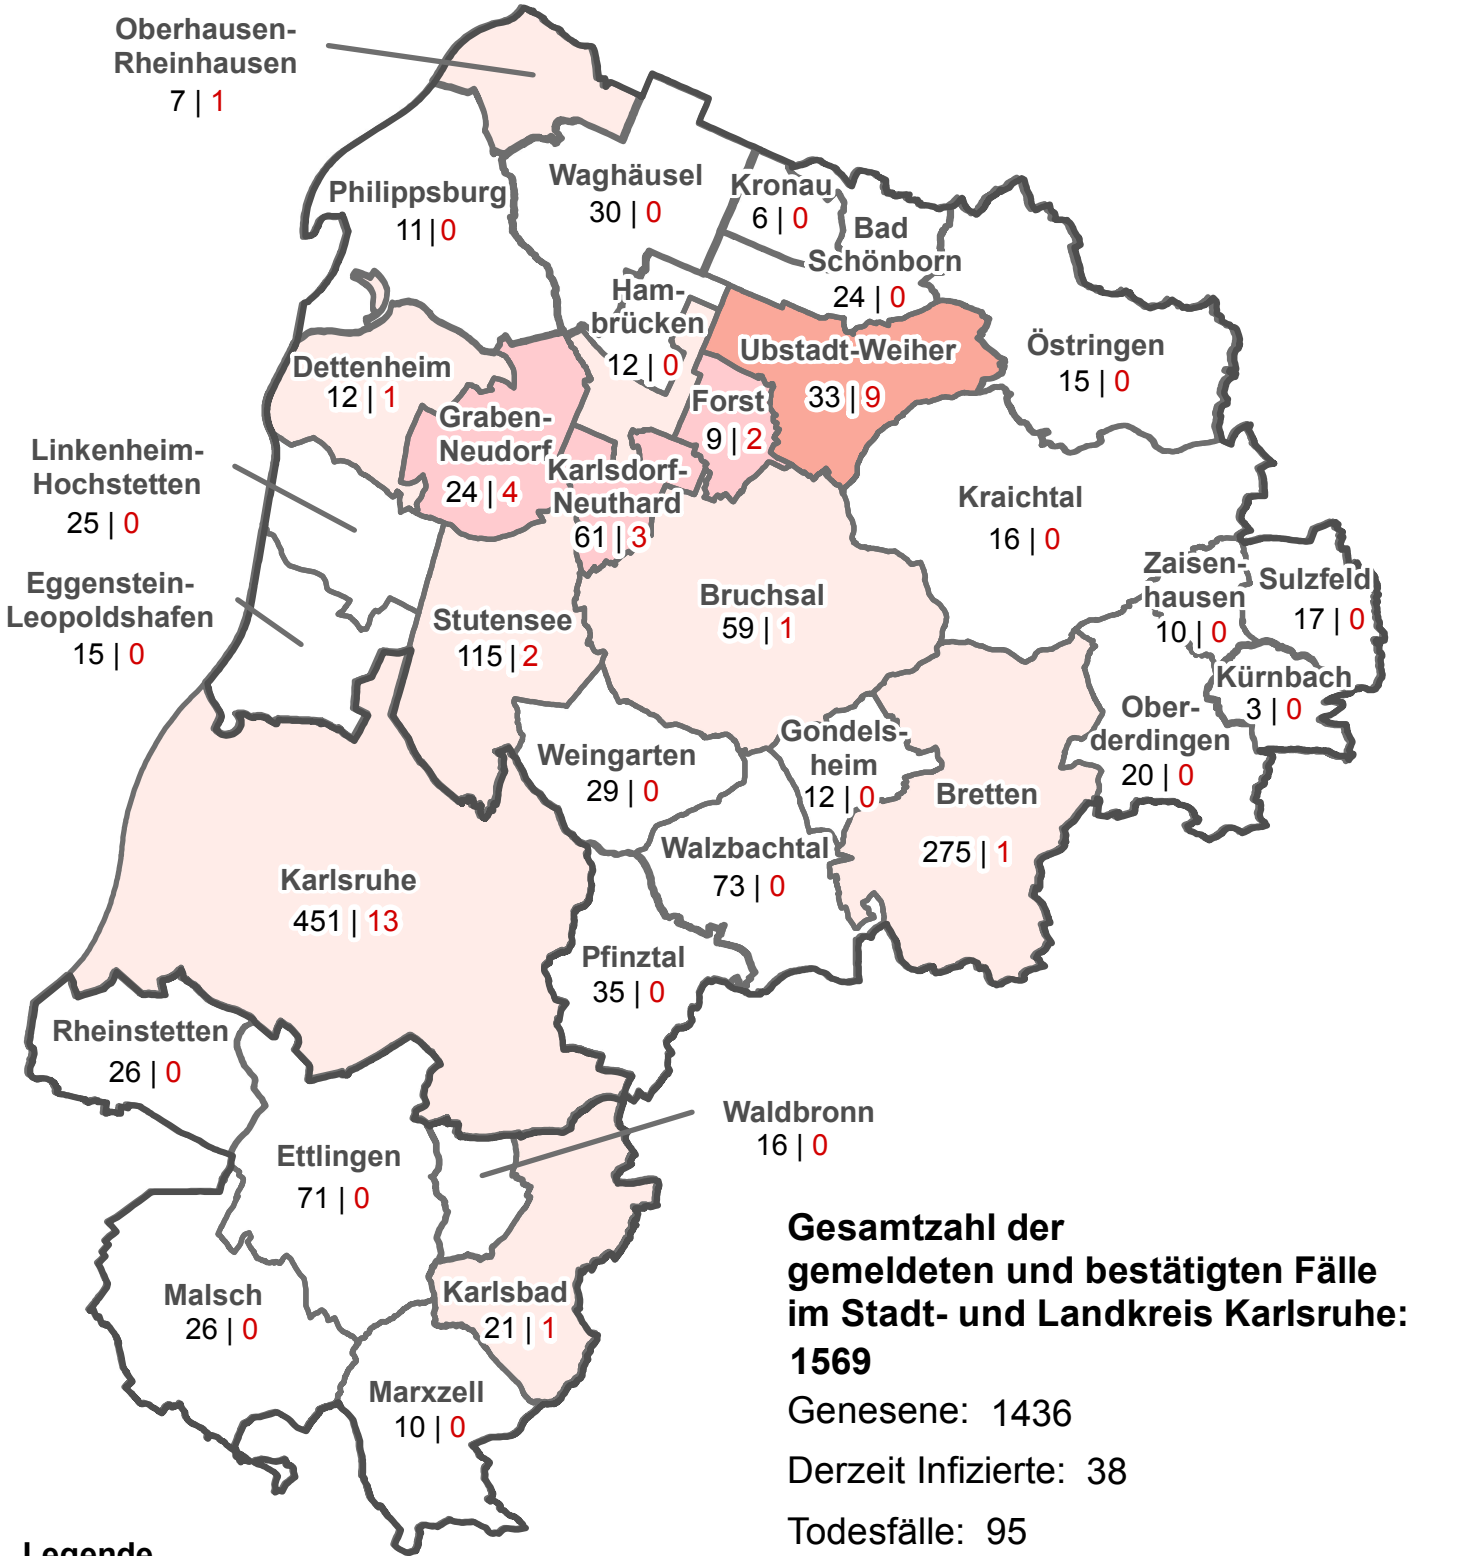 Oberhausen-
Rheinhausen
7 | 1
Philippsburg
11|0
Waghäusel
30 | 0
Kronau
6 | 0
Bad
Schönborn
24 | 0
Ham-
brücken
12 | 0
Ubstadt-Weiher
33 | 9
Östringen
15 | 0
Dettenheim
12 | 1
Graben-
Neudorf
24 | 4
Forst
9 | 2
Karlsdorf-
Neuthard
61 | 3
Linkenheim-
Hochstetten
25 | 0
Kraichtal
16 | 0
Eggenstein-
Leopoldshafen
15 | 0
Stutensee
115 | 2
Bruchsal
59 | 1
Zaisen-
hausen
10 | 0
Sulzfeld
17 | 0
Kürnbach
3 | 0
Ober-
derdingen
20 | 0
Weingarten
29 | 0
Gondels-
heim
12 | 0
Bretten
275 | 1
Walzbachtal
73 | 0
Karlsruhe
451 | 13
Pfinztal
35 | 0
Rheinstetten
26 | 0
Waldbronn
16 | 0
Ettlingen
71 | 0
Malsch
26 | 0
Karlsbad
21 | 1
Marxzell
10 | 0
Gesamtzahl der
gemeldeten und bestätigten Fälle
im Stadt- und Landkreis Karlsruhe:
1569
Genesene: 1436
Derzeit Infizierte: 38
Todesfälle: 95
Legende